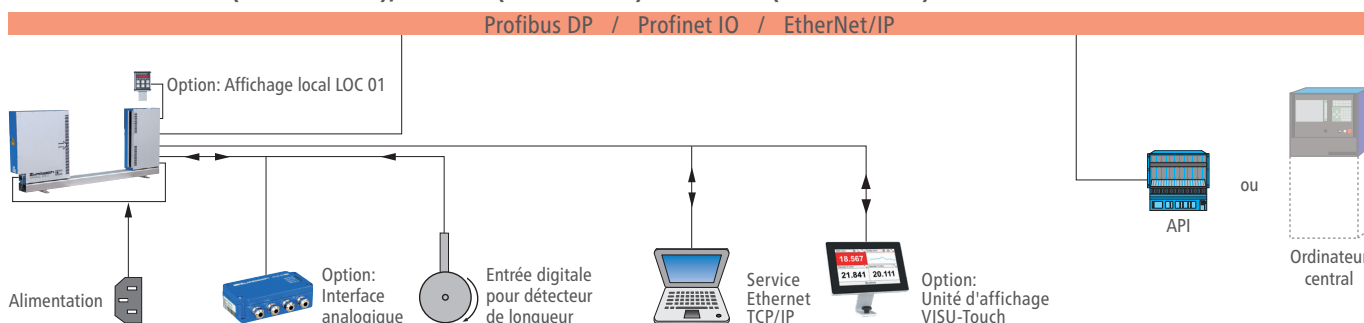 Profibus DP / Profinet IO / EtherNet/IP
Option: Affichage local LOC 01
Alimentation
Option:
Interface
analogique
Entrée digitale
pour détecteur
de longueur
Service
Ethernet
TCP/IP
18.567
21.841 20.111
Option:
Unité d'affichage
VISU-Touch
API
ou
Ordinateur
central